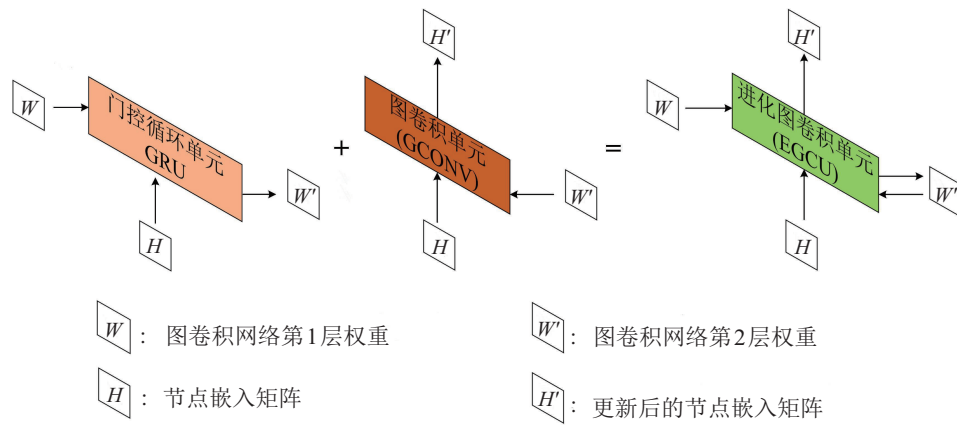 H′
H′
W
门控循环单元
GRU
+
图卷积单元
(GCONV)
=
W
进化图卷积单元
(EGCU)
W′
W′
W′
H
H
H
W：图卷积网络第1层权重
W′：图卷积网络第2层权重
H：节点嵌入矩阵
H′：更新后的节点嵌入矩阵